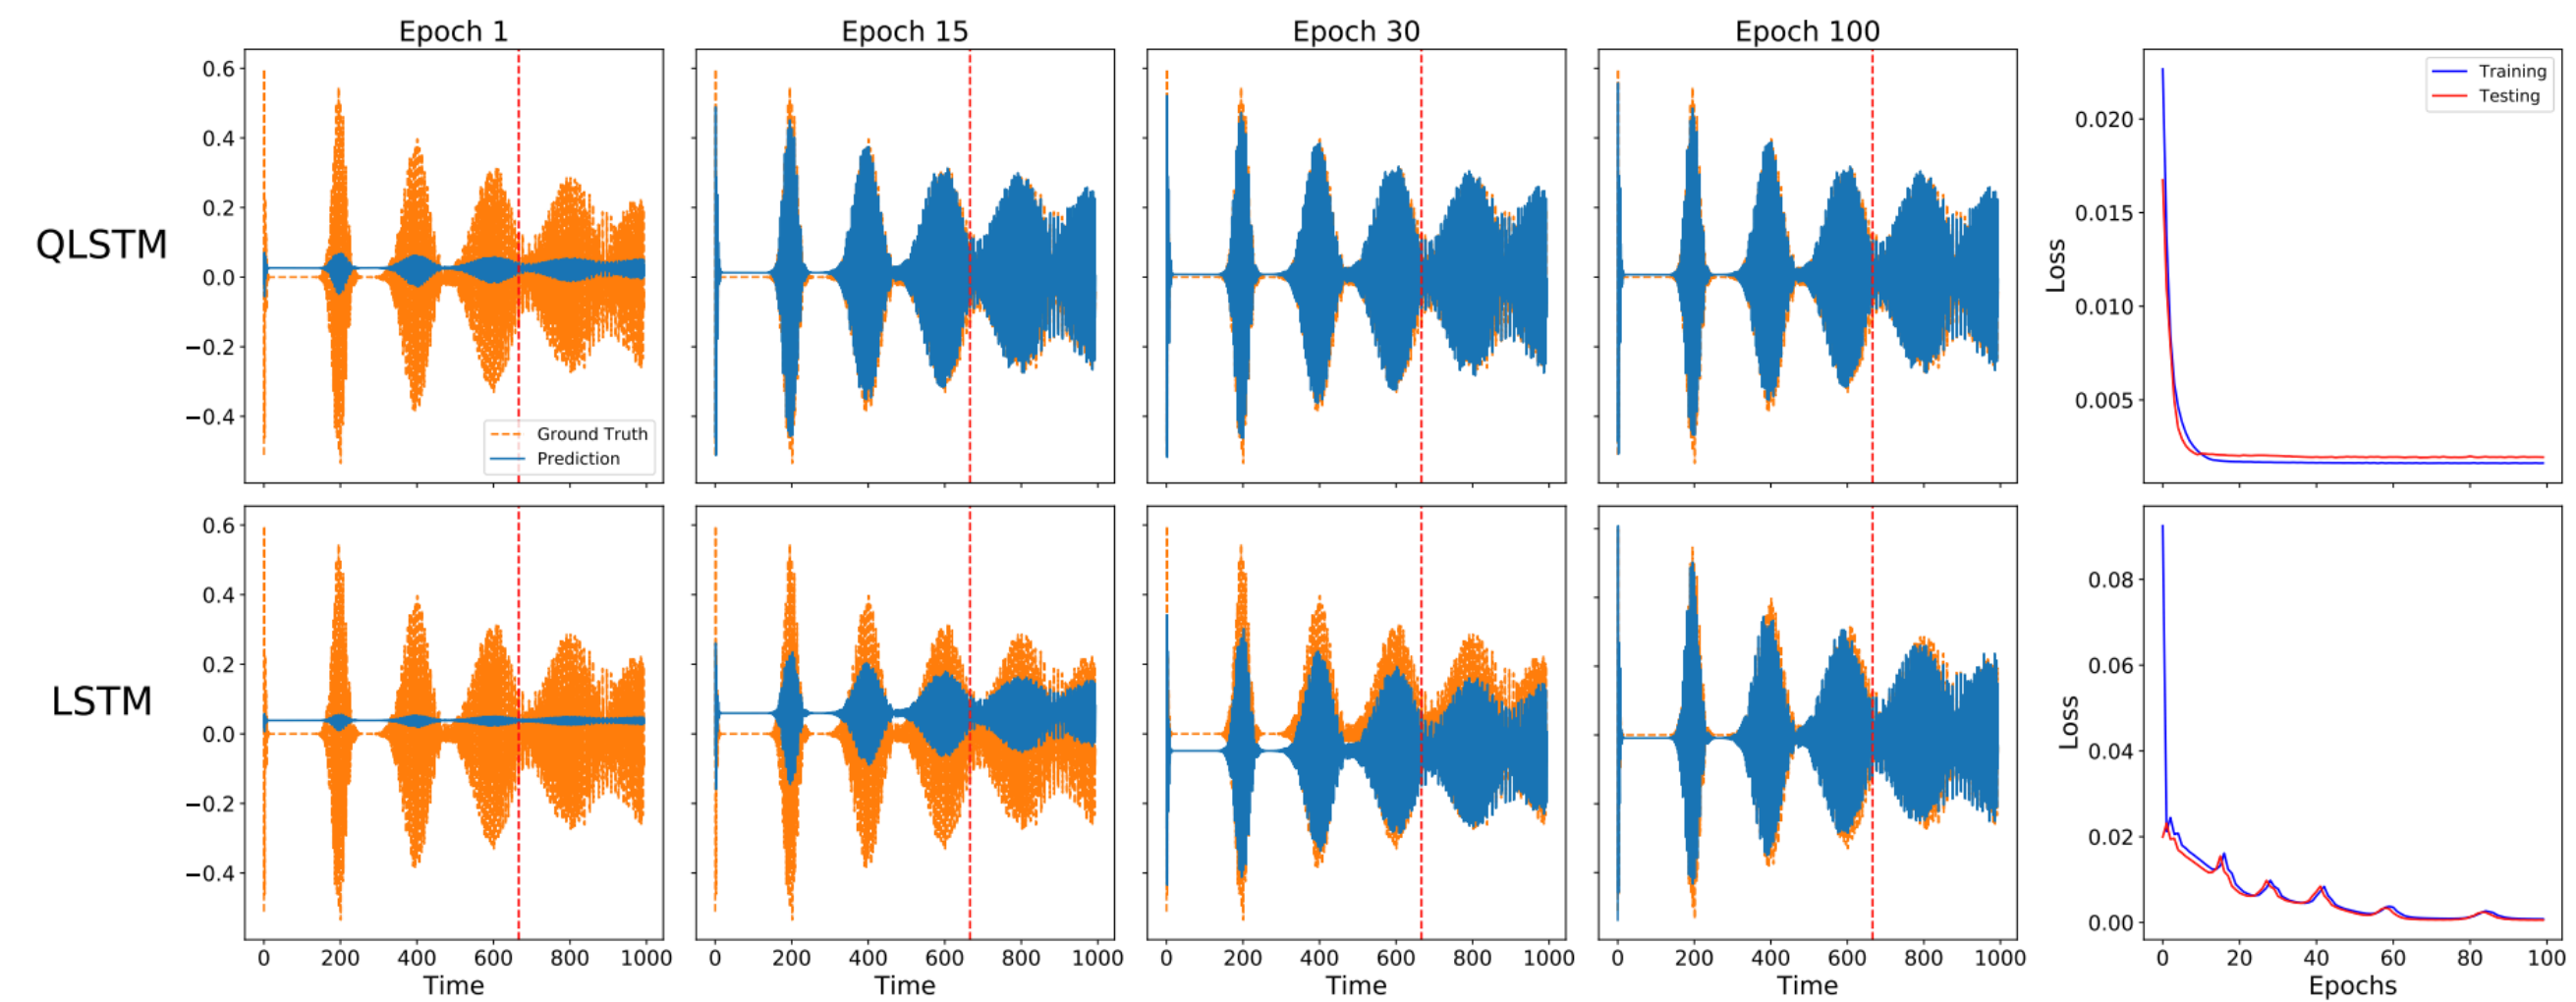 Epoch 1
Epoch 15
Epoch 30
Epoch 100
QLSTM
0.6
0.4
0.2
0.0
−0.2
−0.4
Ground Truth
Prediction
Loss
0.020
0.015
0.010
0.005
Training
Testing
LSTM
0.6
0.4
0.2
0.0
−0.2
−0.4
0 200 400 600 800 1000
Time
0 200 400 600 800 1000
Time
0 200 400 600 800 1000
Time
0 200 400 600 800 1000
Time
Loss
0.08
0.06
0.04
0.02
0.00
0 20 40 60 80 100
Epochs